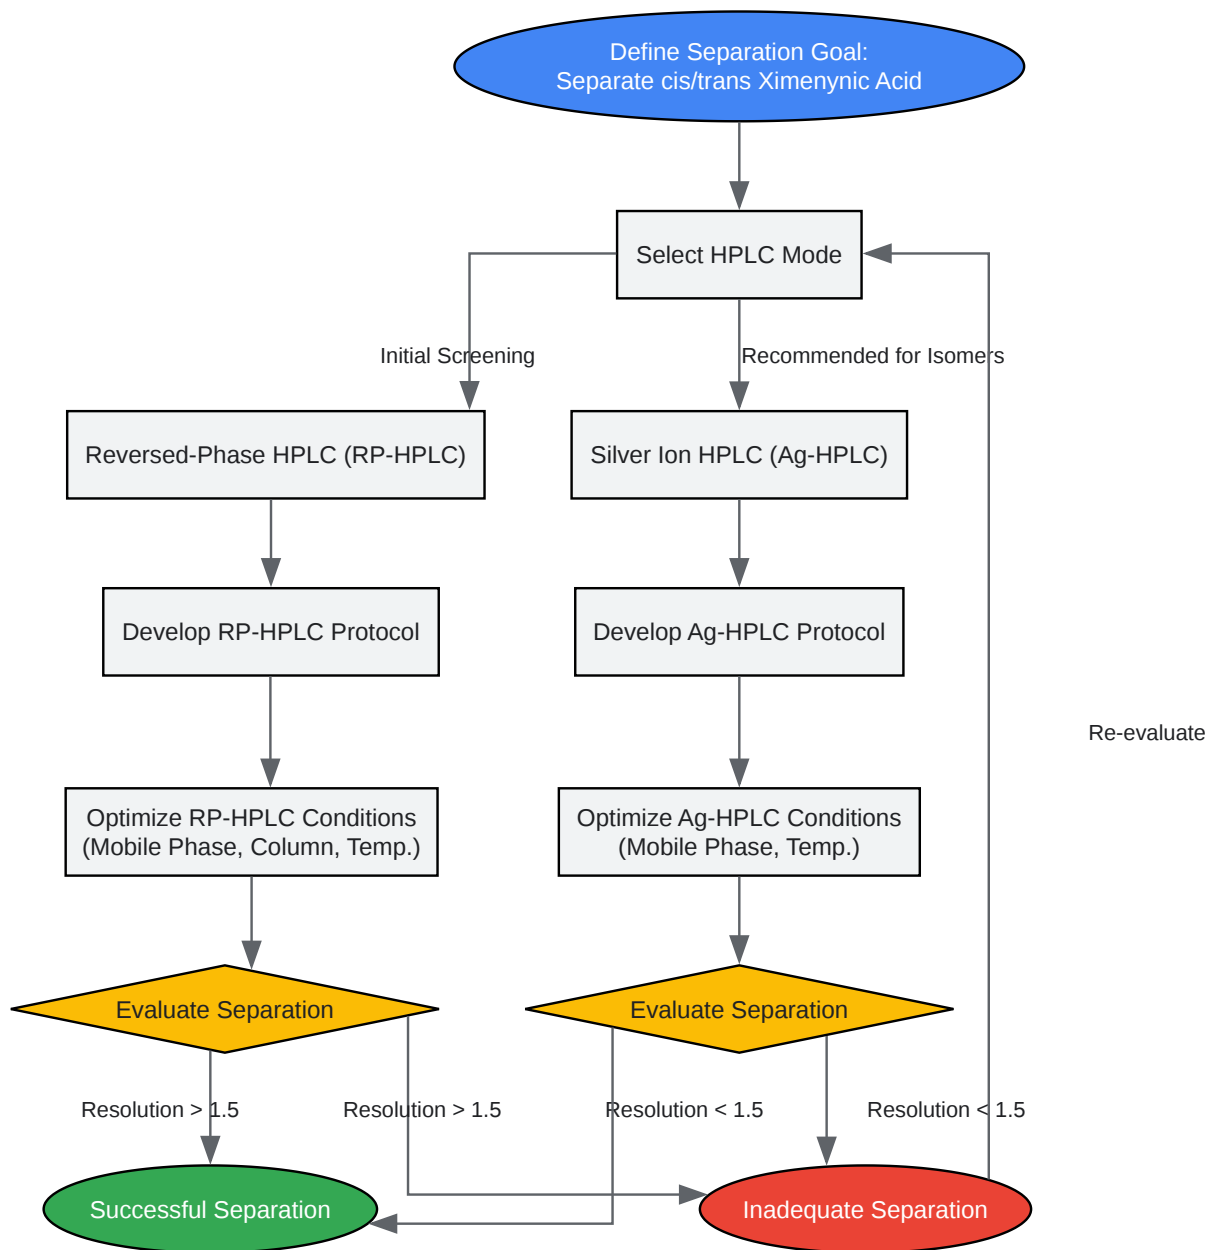 Define Separation Goal:
Separate cis/trans Ximenynic Acid
Select HPLC Mode
Initial Screening
Recommended for Isomers
Reversed-Phase HPLC (RP-HPLC)
Silver Ion HPLC (Ag-HPLC)
Develop RP-HPLC Protocol
Develop Ag-HPLC Protocol
Re-evaluate
Optimize RP-HPLC Conditions
(Mobile Phase, Column, Temp.)
Optimize Ag-HPLC Conditions
(Mobile Phase, Temp.)
Evaluate Separation
Evaluate Separation
Resolution > 1.5
Resolution > 1.5
Resolution < 1.5
Resolution < 1.5
Successful Separation
Inadequate Separation